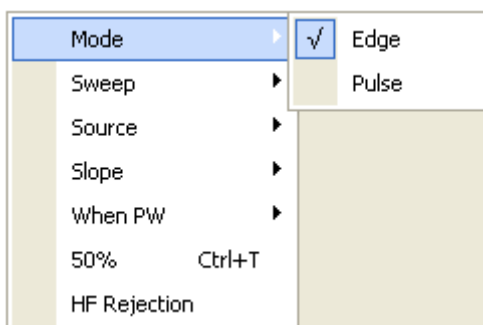 Mode
Sweep
Source
Slope
When PW
50% Ctrl+T
HF Rejection
√ Edge
Pulse